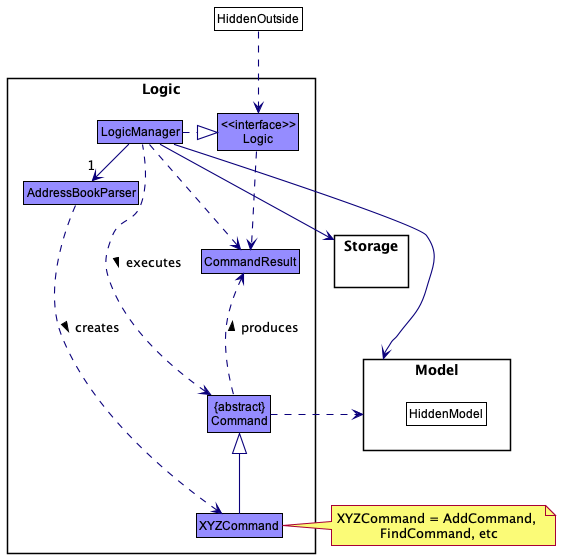 HiddenOutside
Logic
LogicManager
<<interface>>
Logic
1
AddressBookParser
Storage
CommandResult
executes
creates
produces
Model
HiddenModel
{abstract}
Command
XYZCommand
XYZCommand = AddCommand,
FindCommand, etc